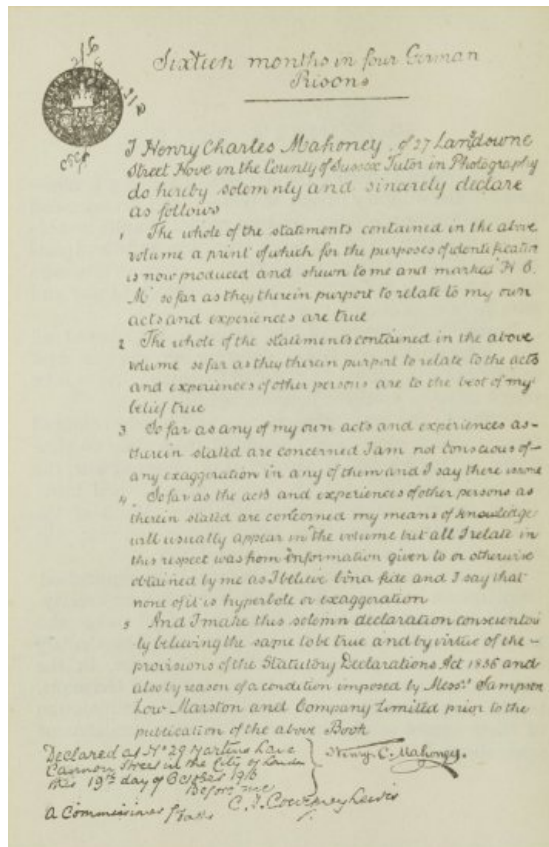 2/6
Sixteen months in four German
Prisons
I Henry Charles Mahoney of 27 Lansdowne
Street Hove in the County of Sussex Tutor in Photography
do hereby solemnly and sincerely declare
as follows
1 The whole of the statements contained in the above
volume a print of which for the purposes of identification
is now produced and shewn to me and marked "H C.
M" so far as they therein purport to relate to my own
acts and experiences are true
2 The whole of the statements contained in the above
volume so far as they therein purport to relate to the acts
and experiences of other persons are to the best of my
belief true
3 So far as any of my own acts and experiences as
therein stated are concerned I am not conscious of
any exaggeration in any of them and I say there is none
4 So far as the acts and experiences of other persons as
therein stated are concerned my means of knowledge
will usually appear in the volume but all I relate in
this respect was from information given to or otherwise
obtained by me as I believe bona fide and I say that
none of it is hyperbole or exaggeration
5 And I make this solemn declaration conscientious
ly believing the same to be true and by virtue of the
provisions of the Statutory Declarations Act 1836 and
also by reason of a condition imposed by Messrs Sampson
Low Marston and Company Limited prior to the
publication of the above Book
Declared at No 29 Martins Lane
Cannon Street in the City of London
this 19th day of October
Before me
Henry C. Mahoney.
C. J. Courtney Lewis
A Commissioner